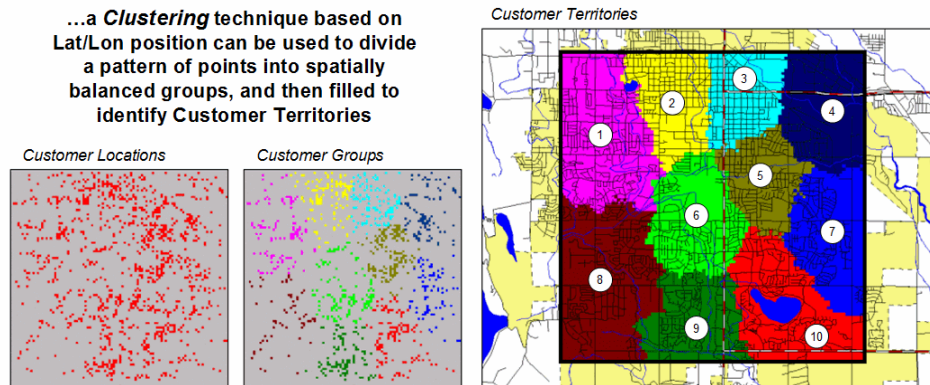 ...a Clustering technique based on
Lat/Lon position can be used to divide
a pattern of points into spatially
balanced groups, and then filled to
identify Customer Territories
Customer Locations
Customer Groups
Customer Territories
1
2
3
4
5
6
7
8
9
10